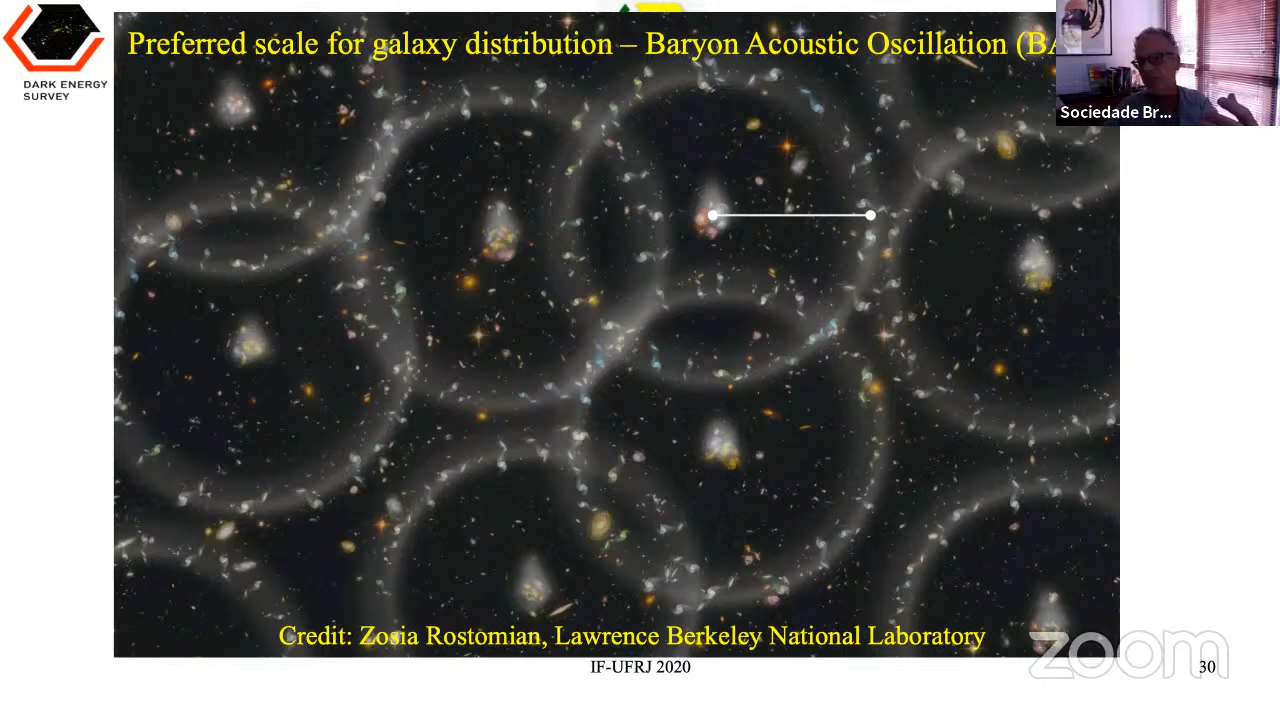 Preferred scale for galaxy distribution – Baryon Acoustic Oscillation (BA
DARK ENERGY
SURVEY
Sociedade Br...
Credit: Zosia Rostomian, Lawrence Berkeley National Laboratory
zoom
IF-UFRJ 2020
30